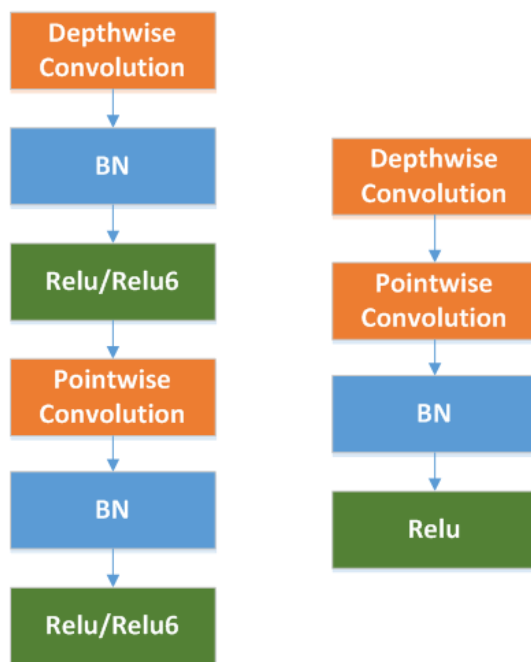 Depthwise
Convolution
BN
Relu/Relu6
Pointwise
Convolution
BN
Relu/Relu6
Depthwise
Convolution
Pointwise
Convolution
BN
Relu